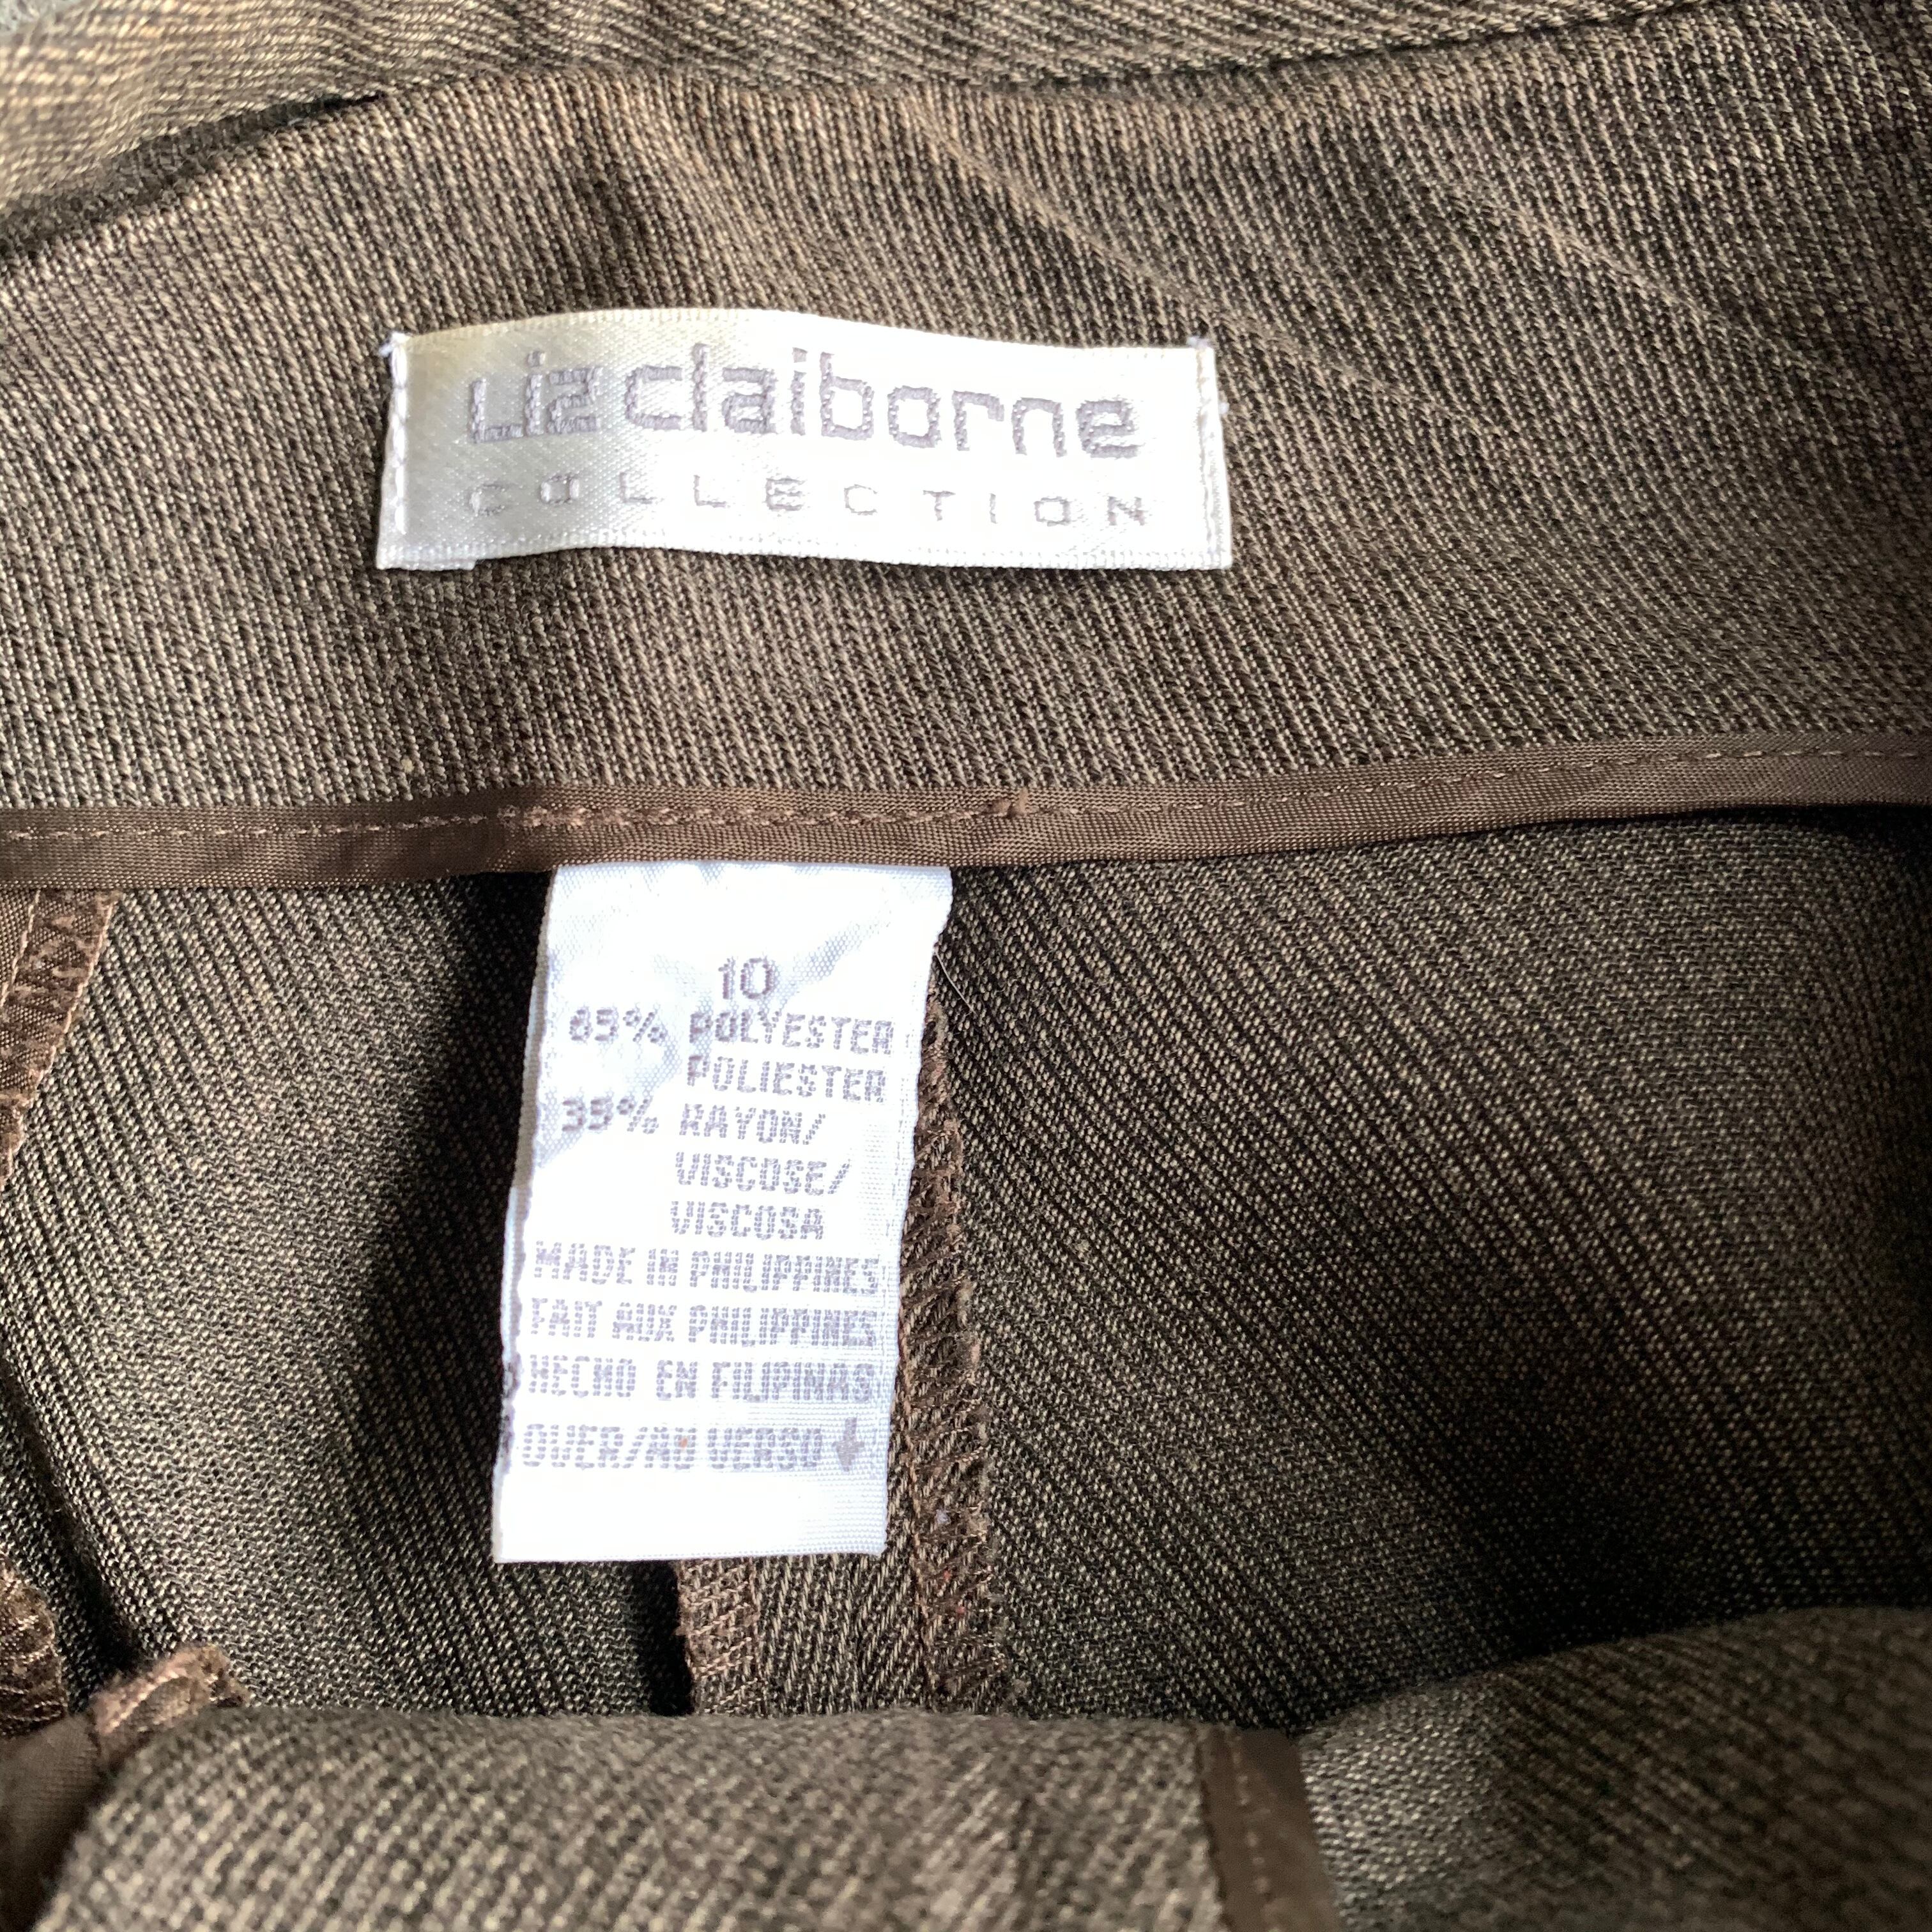 Liz claiborne
COLLECTION
10
65% POLYESTER
POLIESTER
35% RAYON/
VISCOSE/
VISCOSA
MADE IN PHILIPPINES
FAIT AUX PHILIPPINES
HECHO EN FILIPINAS
OVER/AU VERSO